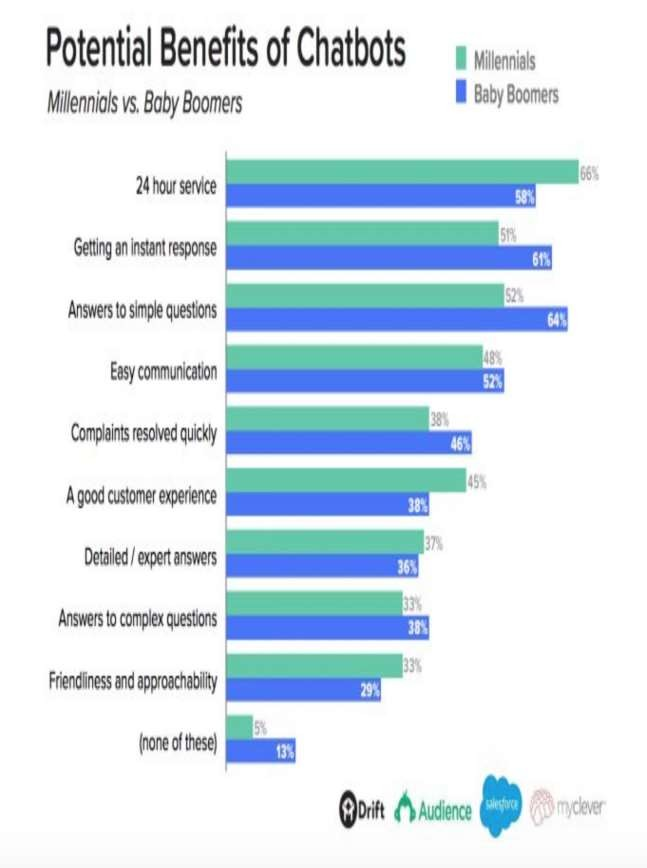 Potential Benefits of Chatbots
Millennials vs. Baby Boomers
Millennials
Baby Boomers
24 hour service
66%
58%
Getting an instant response
51%
61%
Answers to simple questions
52%
64%
Easy communication
48%
52%
Complaints resolved quickly
38%
46%
A good customer experience
45%
38%
Detailed / expert answers
37%
36%
Answers to complex questions
33%
38%
Friendliness and approachability
33%
29%
(none of these)
5%
13%
Drift
Audience
salesforce
myclever